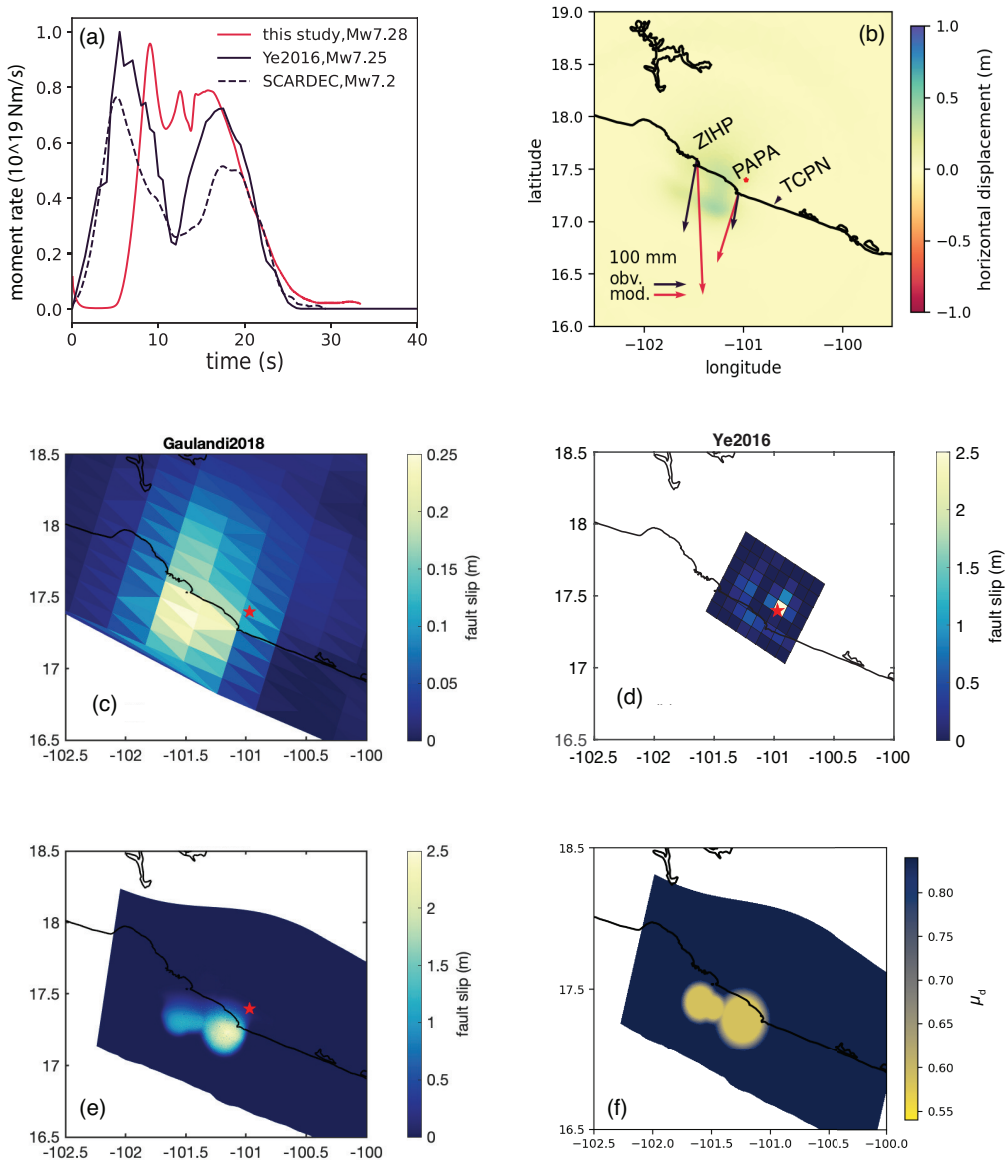 (a)
this study,Mw7.28
Ye2016,Mw7.25
SCARDEC,Mw7.2
moment rate (10^19 Nm/s)
1.0
0.8
0.6
0.4
0.2
0.0
0 10 20 30 40
time (s)
(b)
latitude
19.0
18.5
18.0
17.5
17.0
16.5
16.0
ZIHP
PAPA
TCPN
100 mm
obv.
mod.
−102 −101 −100
longitude
1.0
0.5
0.0
−0.5
−1.0
horizontal displacement (m)
Gaulandi2018
18.5
18
17.5
17
16.5
(c)
-102.5 -102 -101.5 -101 -100.5 -100
0.25
0.2
0.15
0.1
0.05
0
fault slip (m)
Ye2016
18.5
18
17.5
17
16.5
(d)
-102.5 -102 -101.5 -101 -100.5 -100
2.5
2
1.5
1
0.5
0
fault slip (m)
18.5
18
17.5
17
16.5
(e)
-102.5 -102 -101.5 -101 -100.5 -100
2.5
2
1.5
1
0.5
0
fault slip (m)
18.5
18.0
17.5
17.0
16.5
(f)
−102.5 −102.0 −101.5 −101.0 −100.5 −100.0
0.80
0.75
0.70
0.65
0.60
0.55
μd